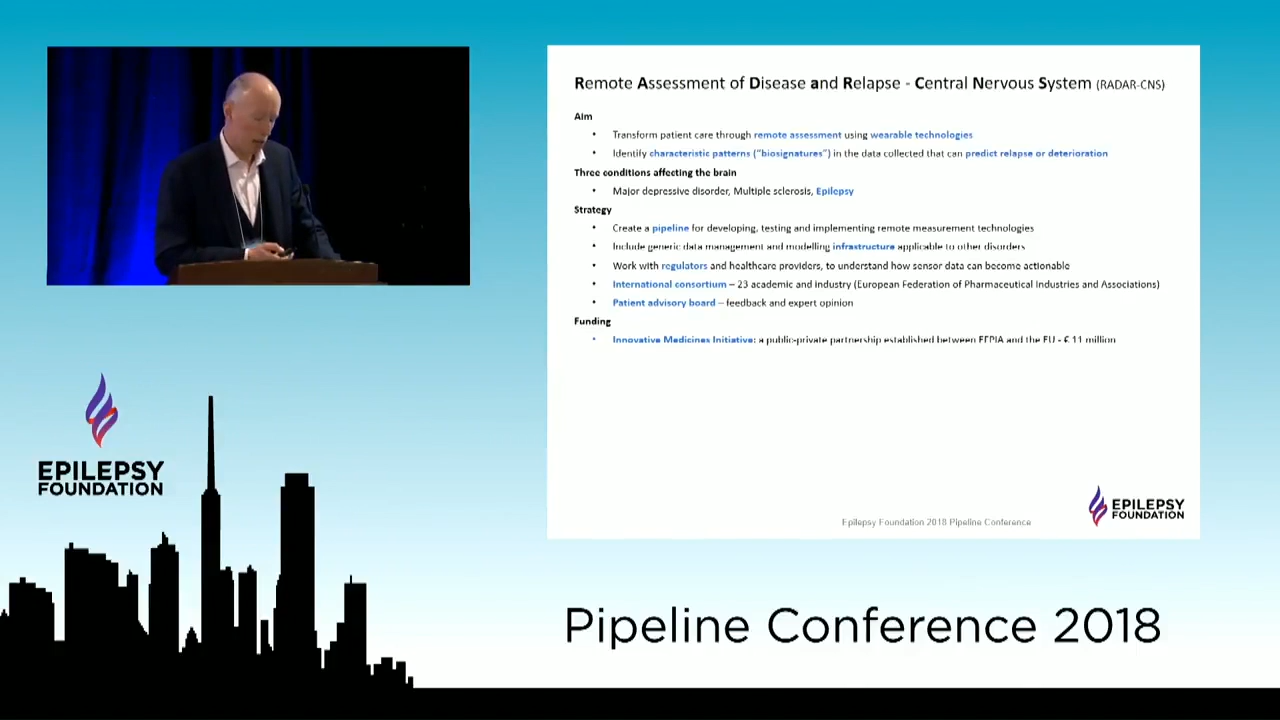 Remote Assessment of Disease and Relapse - Central Nervous System (RADAR-CNS)
Aim
• Transform patient care through remote assessment using wearable technologies
• Identify characteristic patterns ("biosignatures") in the data collected that can predict relapse or deterioration
Three conditions affecting the brain
• Major depressive disorder, Multiple sclerosis, Epilepsy
Strategy
• Create a pipeline for developing, testing and implementing remote measurement technologies
• Include generic data management and modelling infrastructure applicable to other disorders
• Work with regulators and healthcare providers, to understand how sensor data can become actionable
• International consortium – 23 academic and industry (European Federation of Pharmaceutical Industries and Associations)
• Patient advisory board – feedback and expert opinion
Funding
• Innovative Medicines Initiative: a public-private partnership established between EFPIA and the EU - € 11 million
Epilepsy Foundation 2018 Pipeline Conference
EPILEPSY
FOUNDATION
EPILEPSY
FOUNDATION
Pipeline Conference 2018